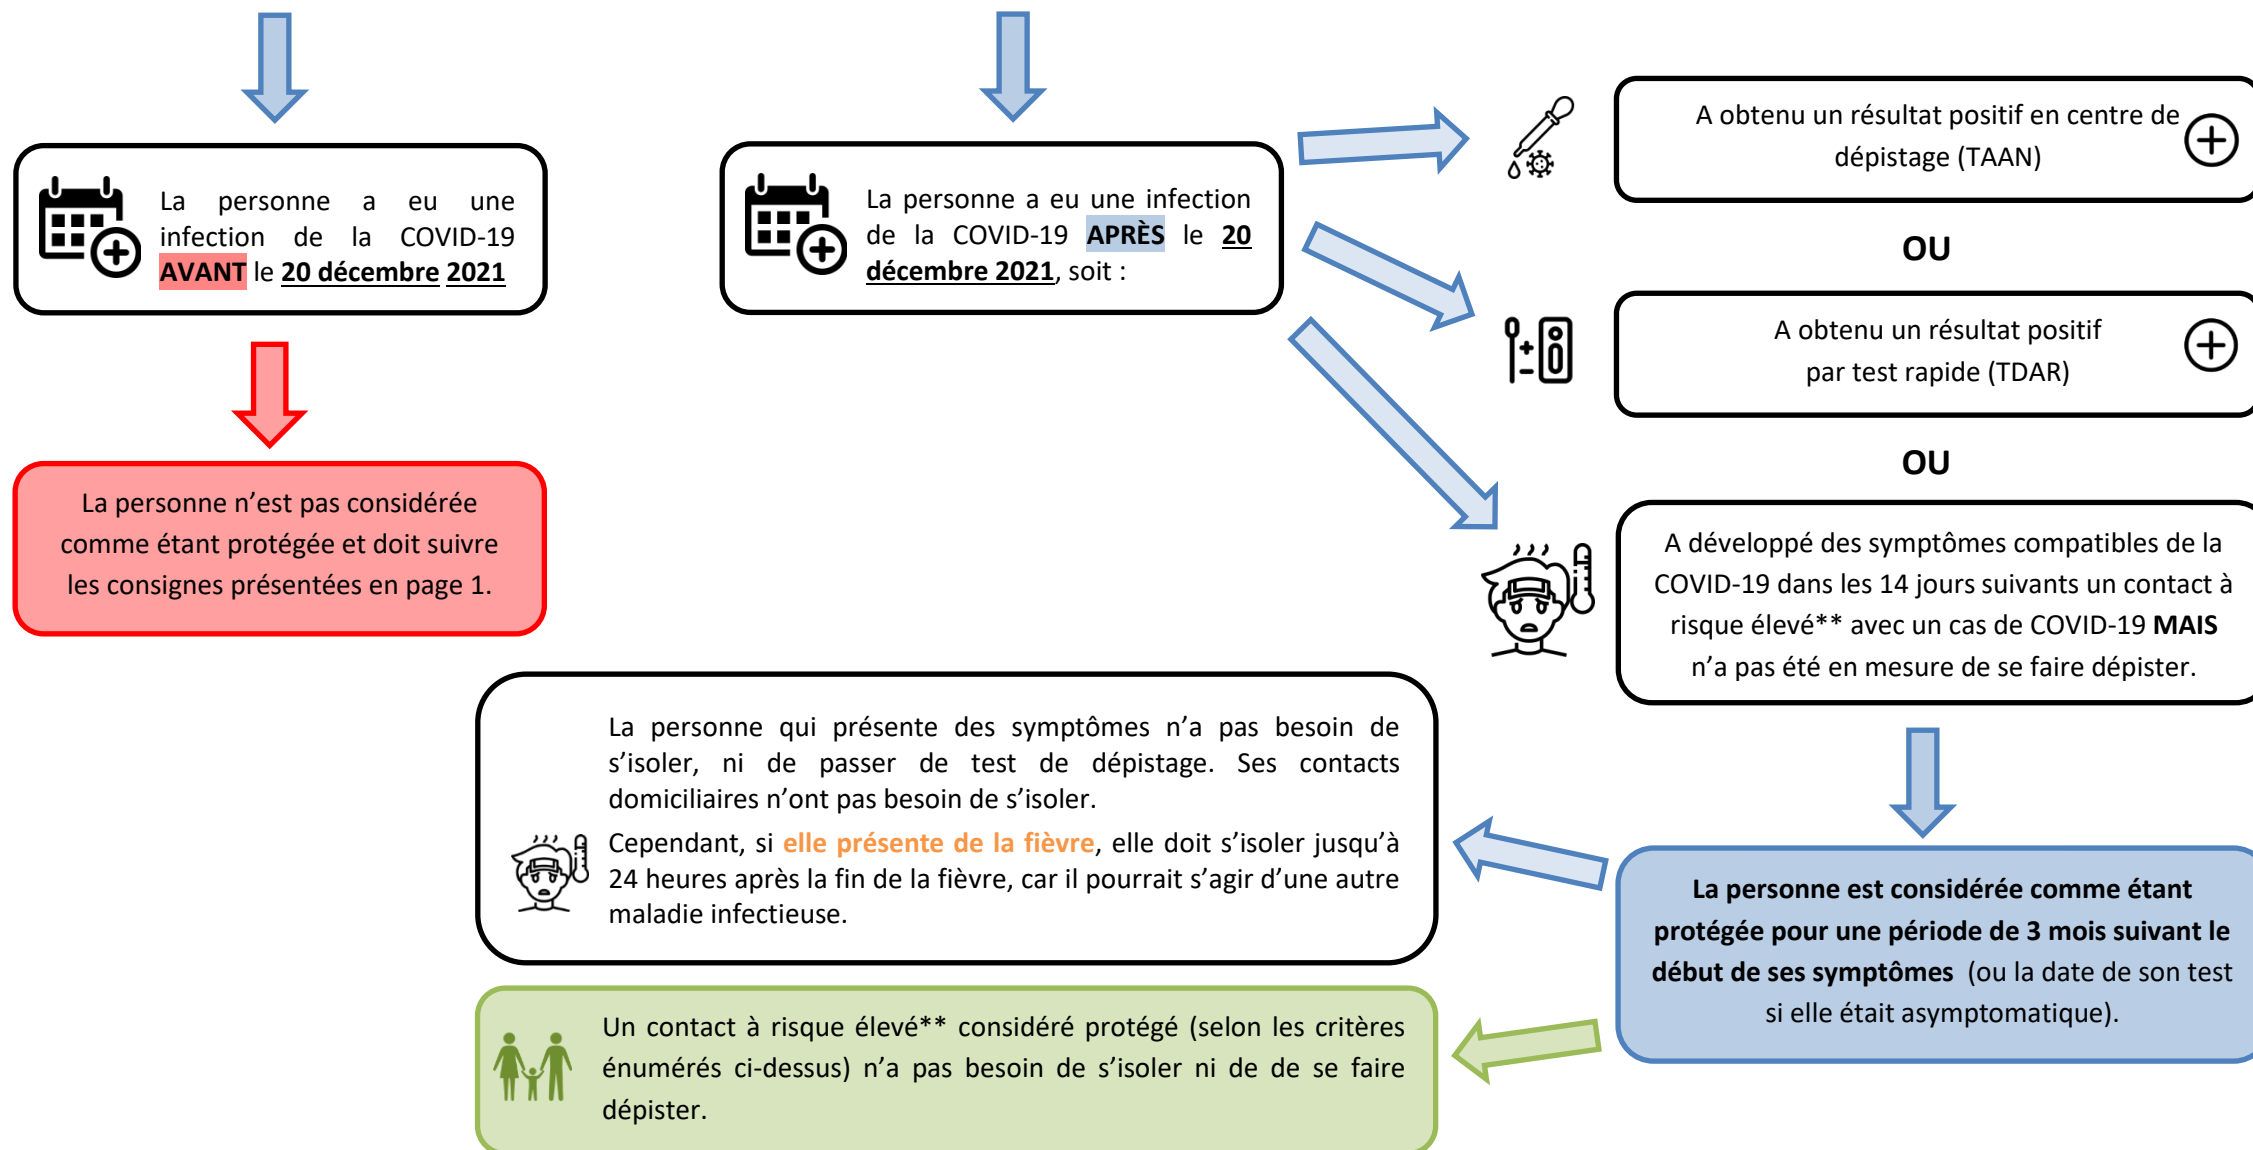 La personne a eu une
infection de la COVID-19
AVANT le 20 décembre 2021
La personne n’est pas considérée
comme étant protégée et doit suivre
les consignes présentées en page 1.
La personne a eu une infection
de la COVID-19 APRÈS le 20
décembre 2021, soit :
A obtenu un résultat positif en centre de
dépistage (TAAN)
OU
A obtenu un résultat positif
par test rapide (TDAR)
OU
A développé des symptômes compatibles de la
COVID-19 dans les 14 jours suivants un contact à
risque élevé** avec un cas de COVID-19 MAIS
n’a pas été en mesure de se faire dépister.
La personne est considérée comme étant
protégée pour une période de 3 mois suivant le
début de ses symptômes (ou la date de son test
si elle était asymptomatique).
La personne qui présente des symptômes n’a pas besoin de
s’isoler, ni de passer de test de dépistage. Ses contacts
domiciliaires n’ont pas besoin de s’isoler.
Cependant, si elle présente de la fièvre, elle doit s’isoler jusqu’à
24 heures après la fin de la fièvre, car il pourrait s’agir d’une autre
maladie infectieuse.
Un contact à risque élevé** considéré protégé (selon les critères
énumérés ci-dessus) n’a pas besoin de s’isoler ni de de se faire
dépister.